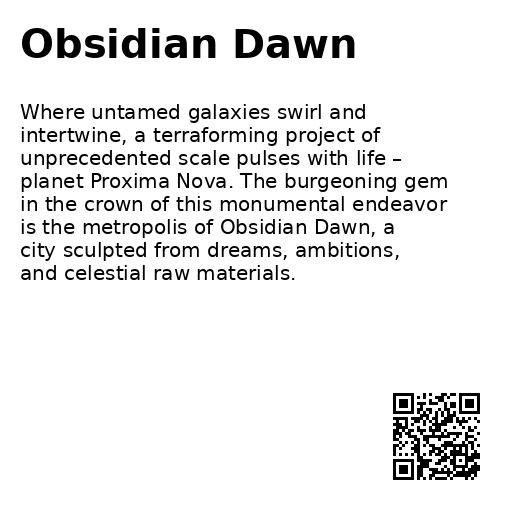 Obsidian Dawn
Where untamed galaxies swirl and
intertwine, a terraforming project of
unprecedented scale pulses with life –
planet Proxima Nova. The burgeoning gem
in the crown of this monumental endeavor
is the metropolis of Obsidian Dawn, a
city sculpted from dreams, ambitions,
and celestial raw materials.